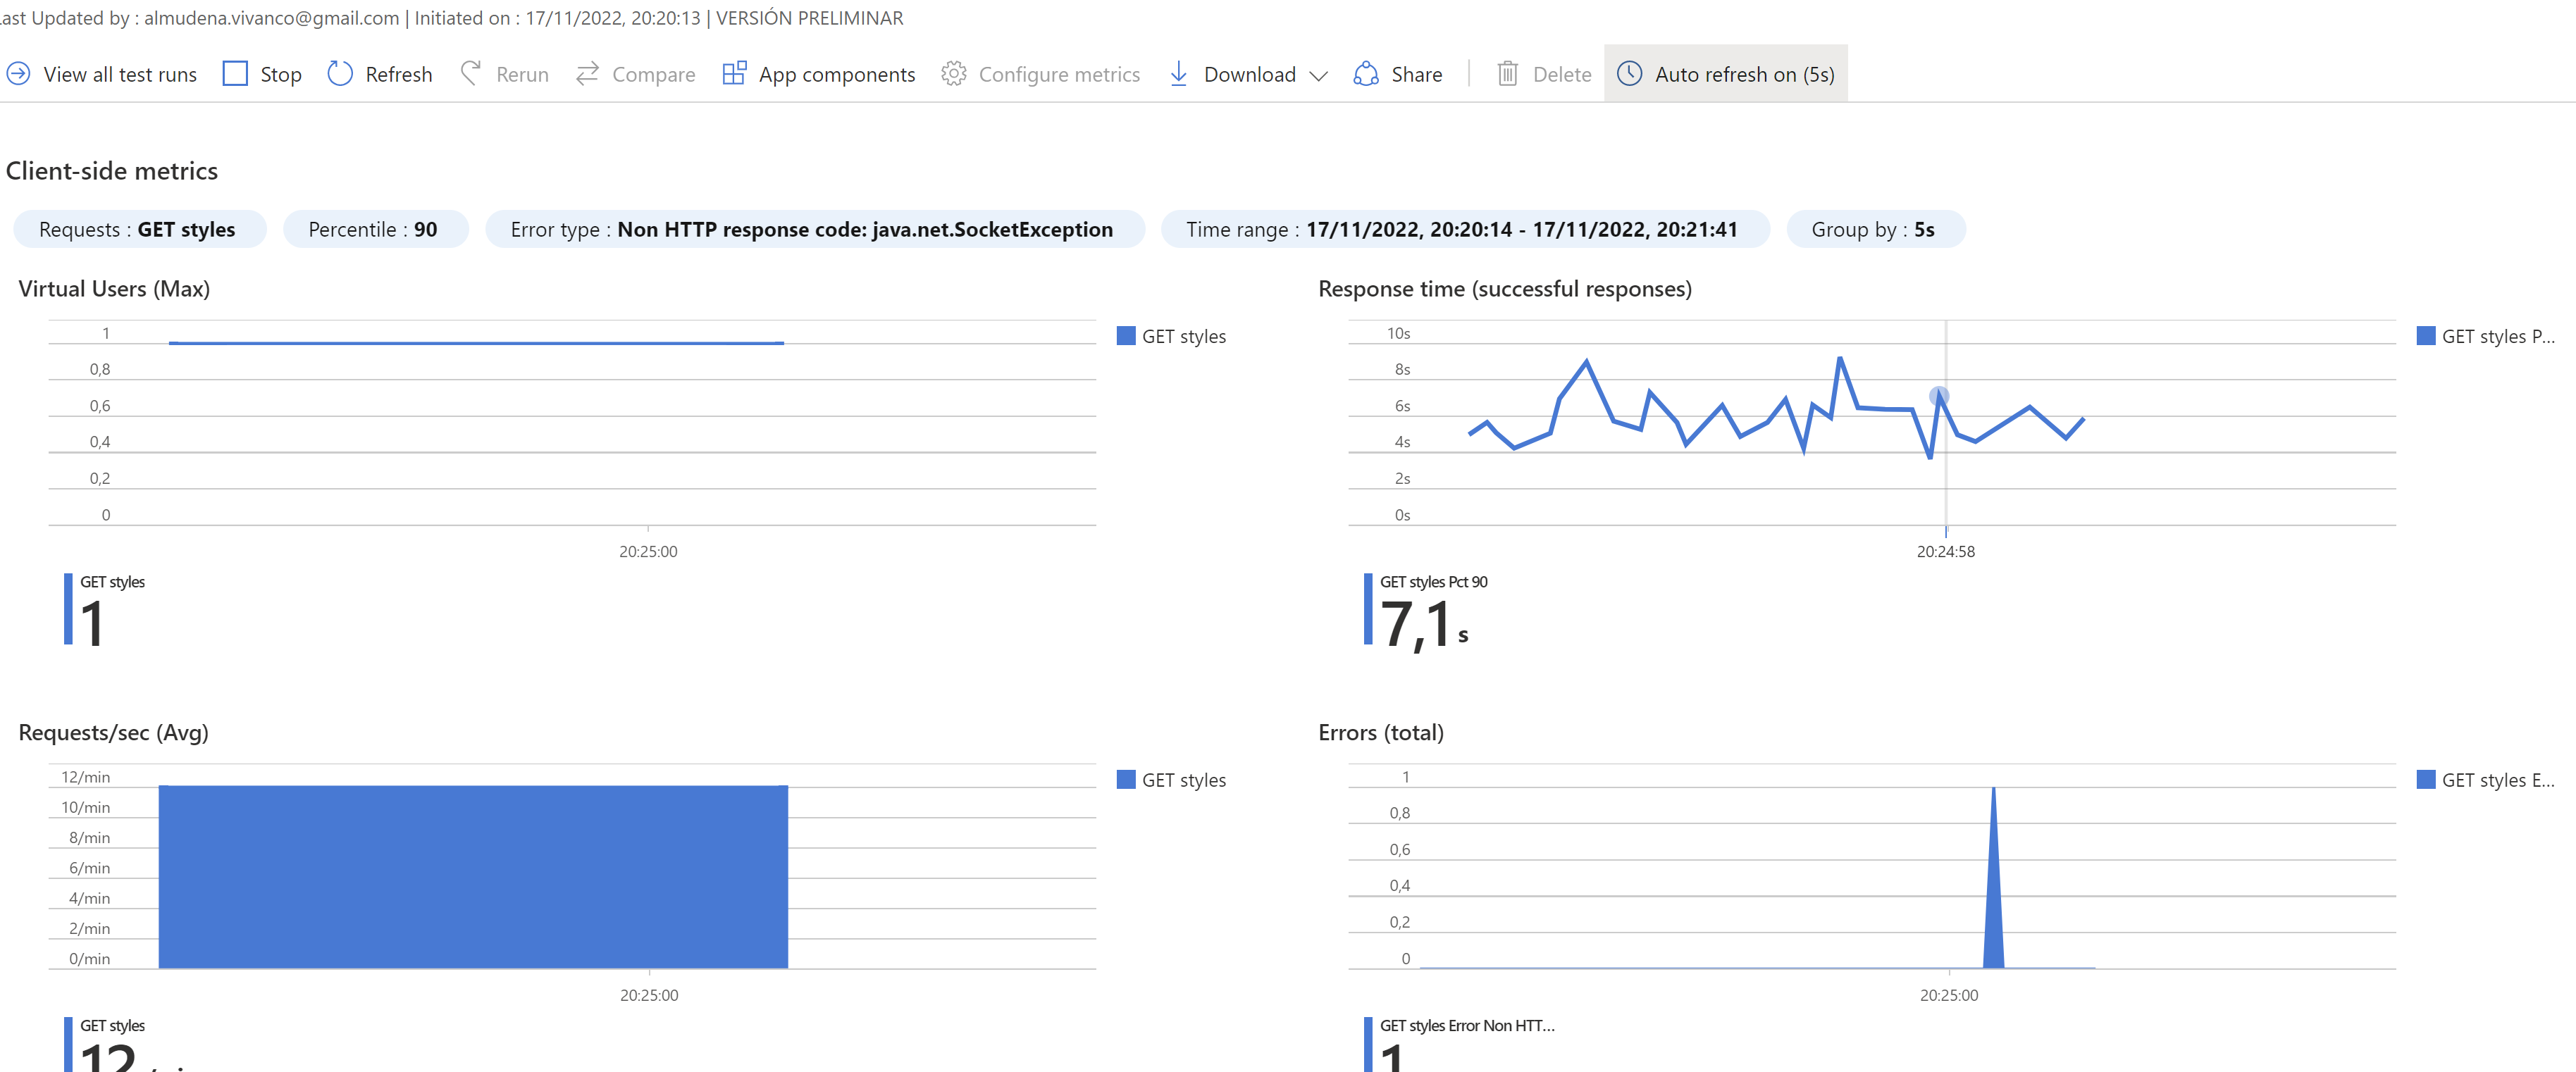 ast Updated by : almudena.vivanco@gmail.com | Initiated on : 17/11/2022, 20:20:13 | VERSIÓN PRELIMINAR
View all test runs Stop Refresh Rerun Compare App components Configure metrics Download Share Delete Auto refresh on (5s)
Client-side metrics
Requests : GET styles Percentile : 90 Error type : Non HTTP response code: java.net.SocketException Time range : 17/11/2022, 20:20:14 - 17/11/2022, 20:21:41 Group by : 5s
Virtual Users (Max)
1
0,8
0,6
0,4
0,2
0
20:25:00
GET styles
GET styles
1
Response time (successful responses)
10s
8s
6s
4s
2s
0s
20:24:58
GET styles P...
GET styles Pct 90
7,1 s
Requests/sec (Avg)
12/min
10/min
8/min
6/min
4/min
2/min
0/min
20:25:00
GET styles
GET styles
12
Errors (total)
1
0,8
0,6
0,4
0,2
0
20:25:00
GET styles E...
GET styles Error Non HTT...
1